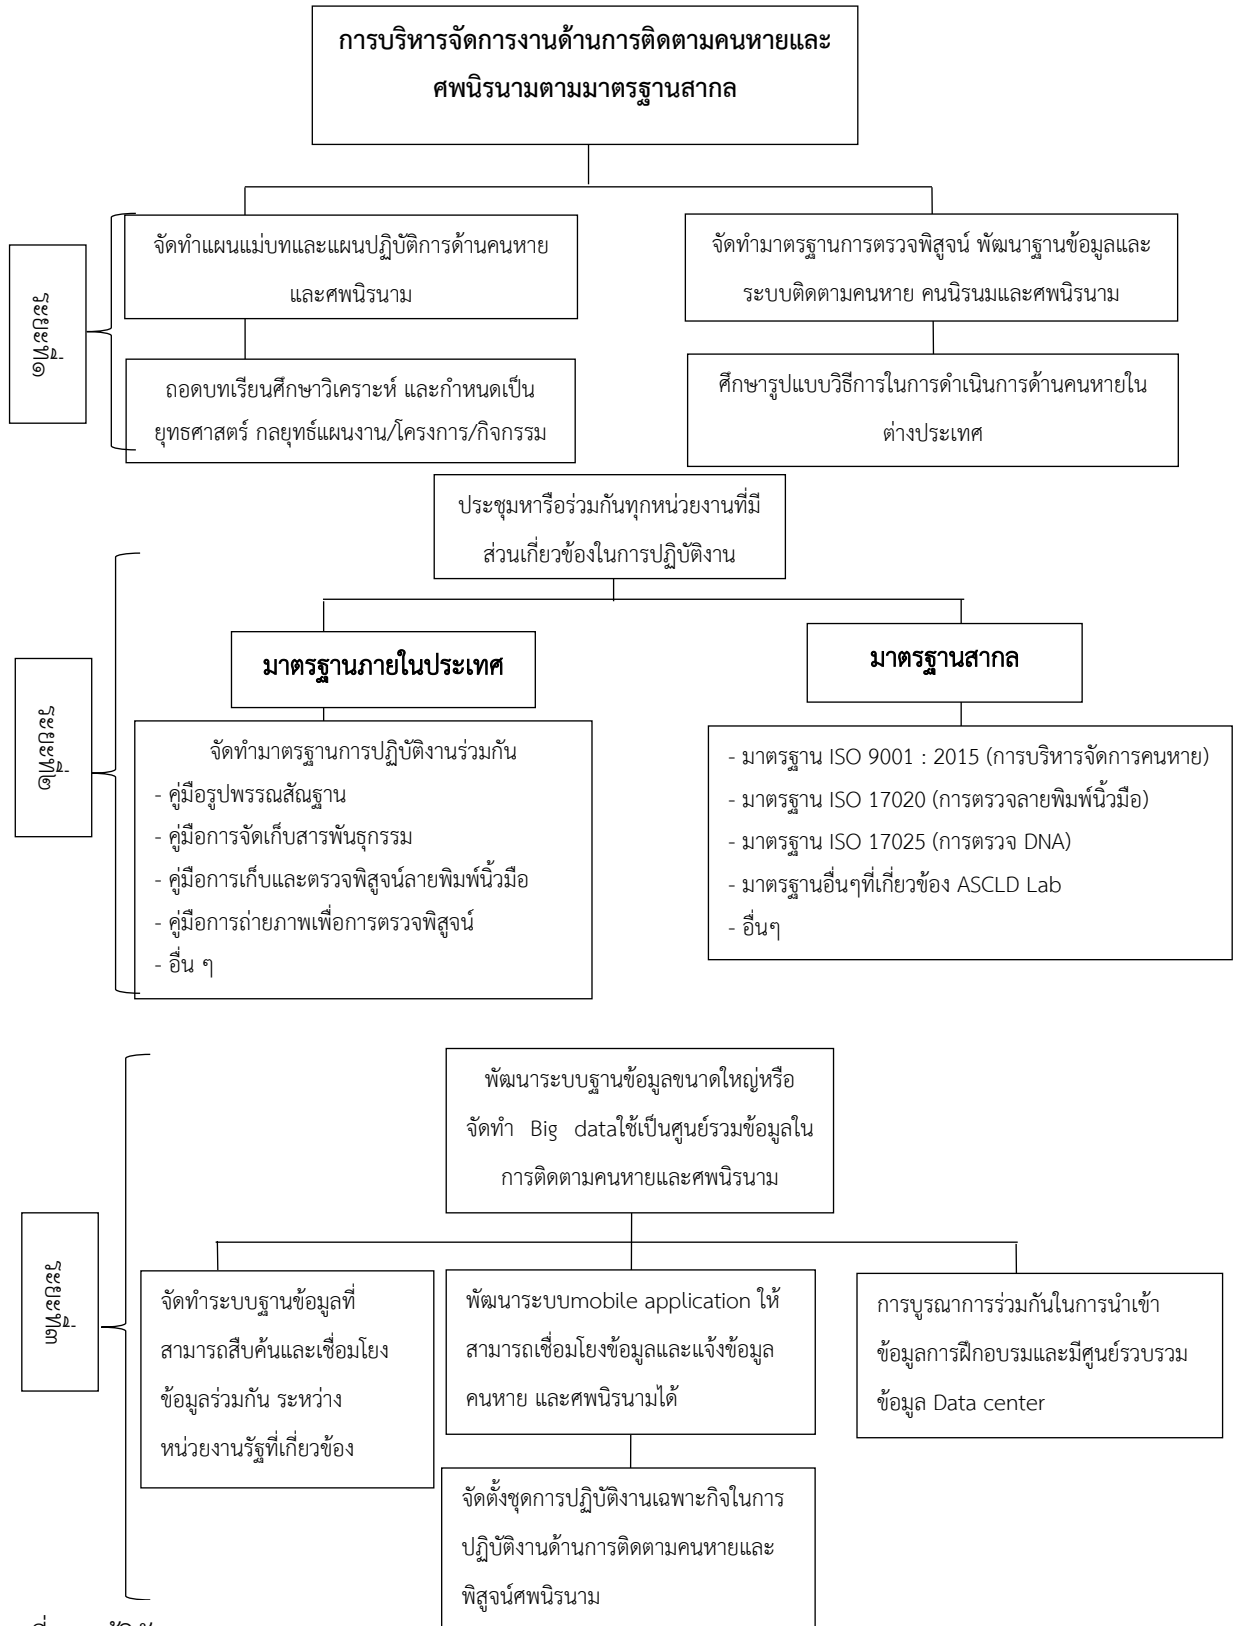 การบริหารจัดการงานด้านการติดตามคนหายและ
ศพนิรนามตามมาตรฐานสากล
ระยะที่๑
จัดทำแผนแม่บทและแผนปฏิบัติการด้านคนหาย
และศพนิรนาม
จัดทำมาตรฐานการตรวจพิสูจน์ พัฒนาฐานข้อมูลและ
ระบบติดตามคนหาย คนนิรนมและศพนิรนาม
ถอดบทเรียนศึกษาวิเคราะห์ และกำหนดเป็น
ยุทธศาสตร์ กลยุทธ์แผนงาน/โครงการ/กิจกรรม
ศึกษารูปแบบวิธีการในการดำเนินการด้านคนหายใน
ต่างประเทศ
ประชุมหารือร่วมกันทุกหน่วยงานที่มี
ส่วนเกี่ยวข้องในการปฏิบัติงาน
ระยะที่๒
มาตรฐานภายในประเทศ
จัดทำมาตรฐานการปฏิบัติงานร่วมกัน
- คู่มือรูปพรรณสัณฐาน
- คู่มือการจัดเก็บสารพันธุกรรม
- คู่มือการเก็บและตรวจพิสูจน์ลายพิมพ์นิ้วมือ
- คู่มือการถ่ายภาพเพื่อการตรวจพิสูจน์
- อื่น ๆ
มาตรฐานสากล
- มาตรฐาน ISO 9001 : 2015 (การบริหารจัดการคนหาย)
- มาตรฐาน ISO 17020 (การตรวจลายพิมพ์นิ้วมือ)
- มาตรฐาน ISO 17025 (การตรวจ DNA)
- มาตรฐานอื่นๆที่เกี่ยวข้อง ASCLD Lab
- อื่นๆ
ระยะที่๓
พัฒนาระบบฐานข้อมูลขนาดใหญ่หรือ
จัดทำ Big dataใช้เป็นศูนย์รวมข้อมูลใน
การติดตามคนหายและศพนิรนาม
จัดทำระบบฐานข้อมูลที่
สามารถสืบค้นและเชื่อมโยง
ข้อมูลร่วมกัน ระหว่าง
หน่วยงานรัฐที่เกี่ยวข้อง
พัฒนาระบบmobile application ให้
สามารถเชื่อมโยงข้อมูลและแจ้งข้อมูล
คนหาย และศพนิรนามได้
การบูรณาการร่วมกันในการนำเข้า
ข้อมูลการฝึกอบรมและมีศูนย์รวบรวม
ข้อมูล Data center
จัดตั้งชุดการปฏิบัติงานเฉพาะกิจในการ
ปฏิบัติงานด้านการติดตามคนหายและ
พิสูจน์ศพนิรนาม